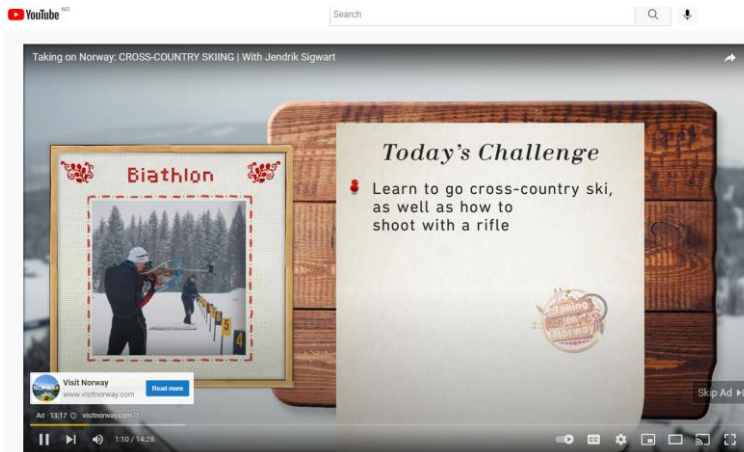 YouTube NO
Search
Taking on Norway: CROSS-COUNTRY SKIING | With Jendrik Sigwart
Biathlon
5
4
Today's Challenge
Learn to go cross-country ski,
as well as how to
shoot with a rifle
Taking
on
Norway
NORWAY
Visit Norway
www.visitnorway.com
Read more
Skip Ad
Ad · 13:17
visitnorway.com
1:10 / 14:28
CC